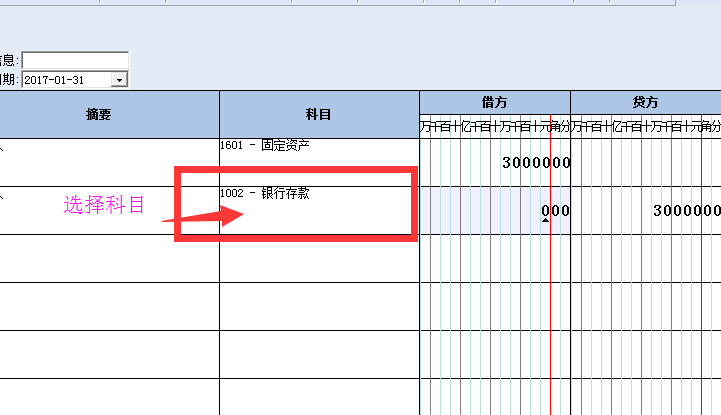 信息:
日期: 2017-01-31
摘要 科目 借方 贷方
万千百十亿千百十万千百十元角分 万千百十亿千百十万千百十元角分
1601 - 固定资产 3000000
选择科目 1002 - 银行存款 000 3000000